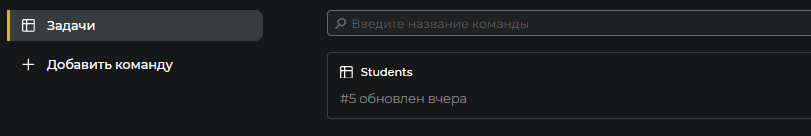 Задачи
Добавить команду
Введите название команды
Students
#5 обновлен вчера